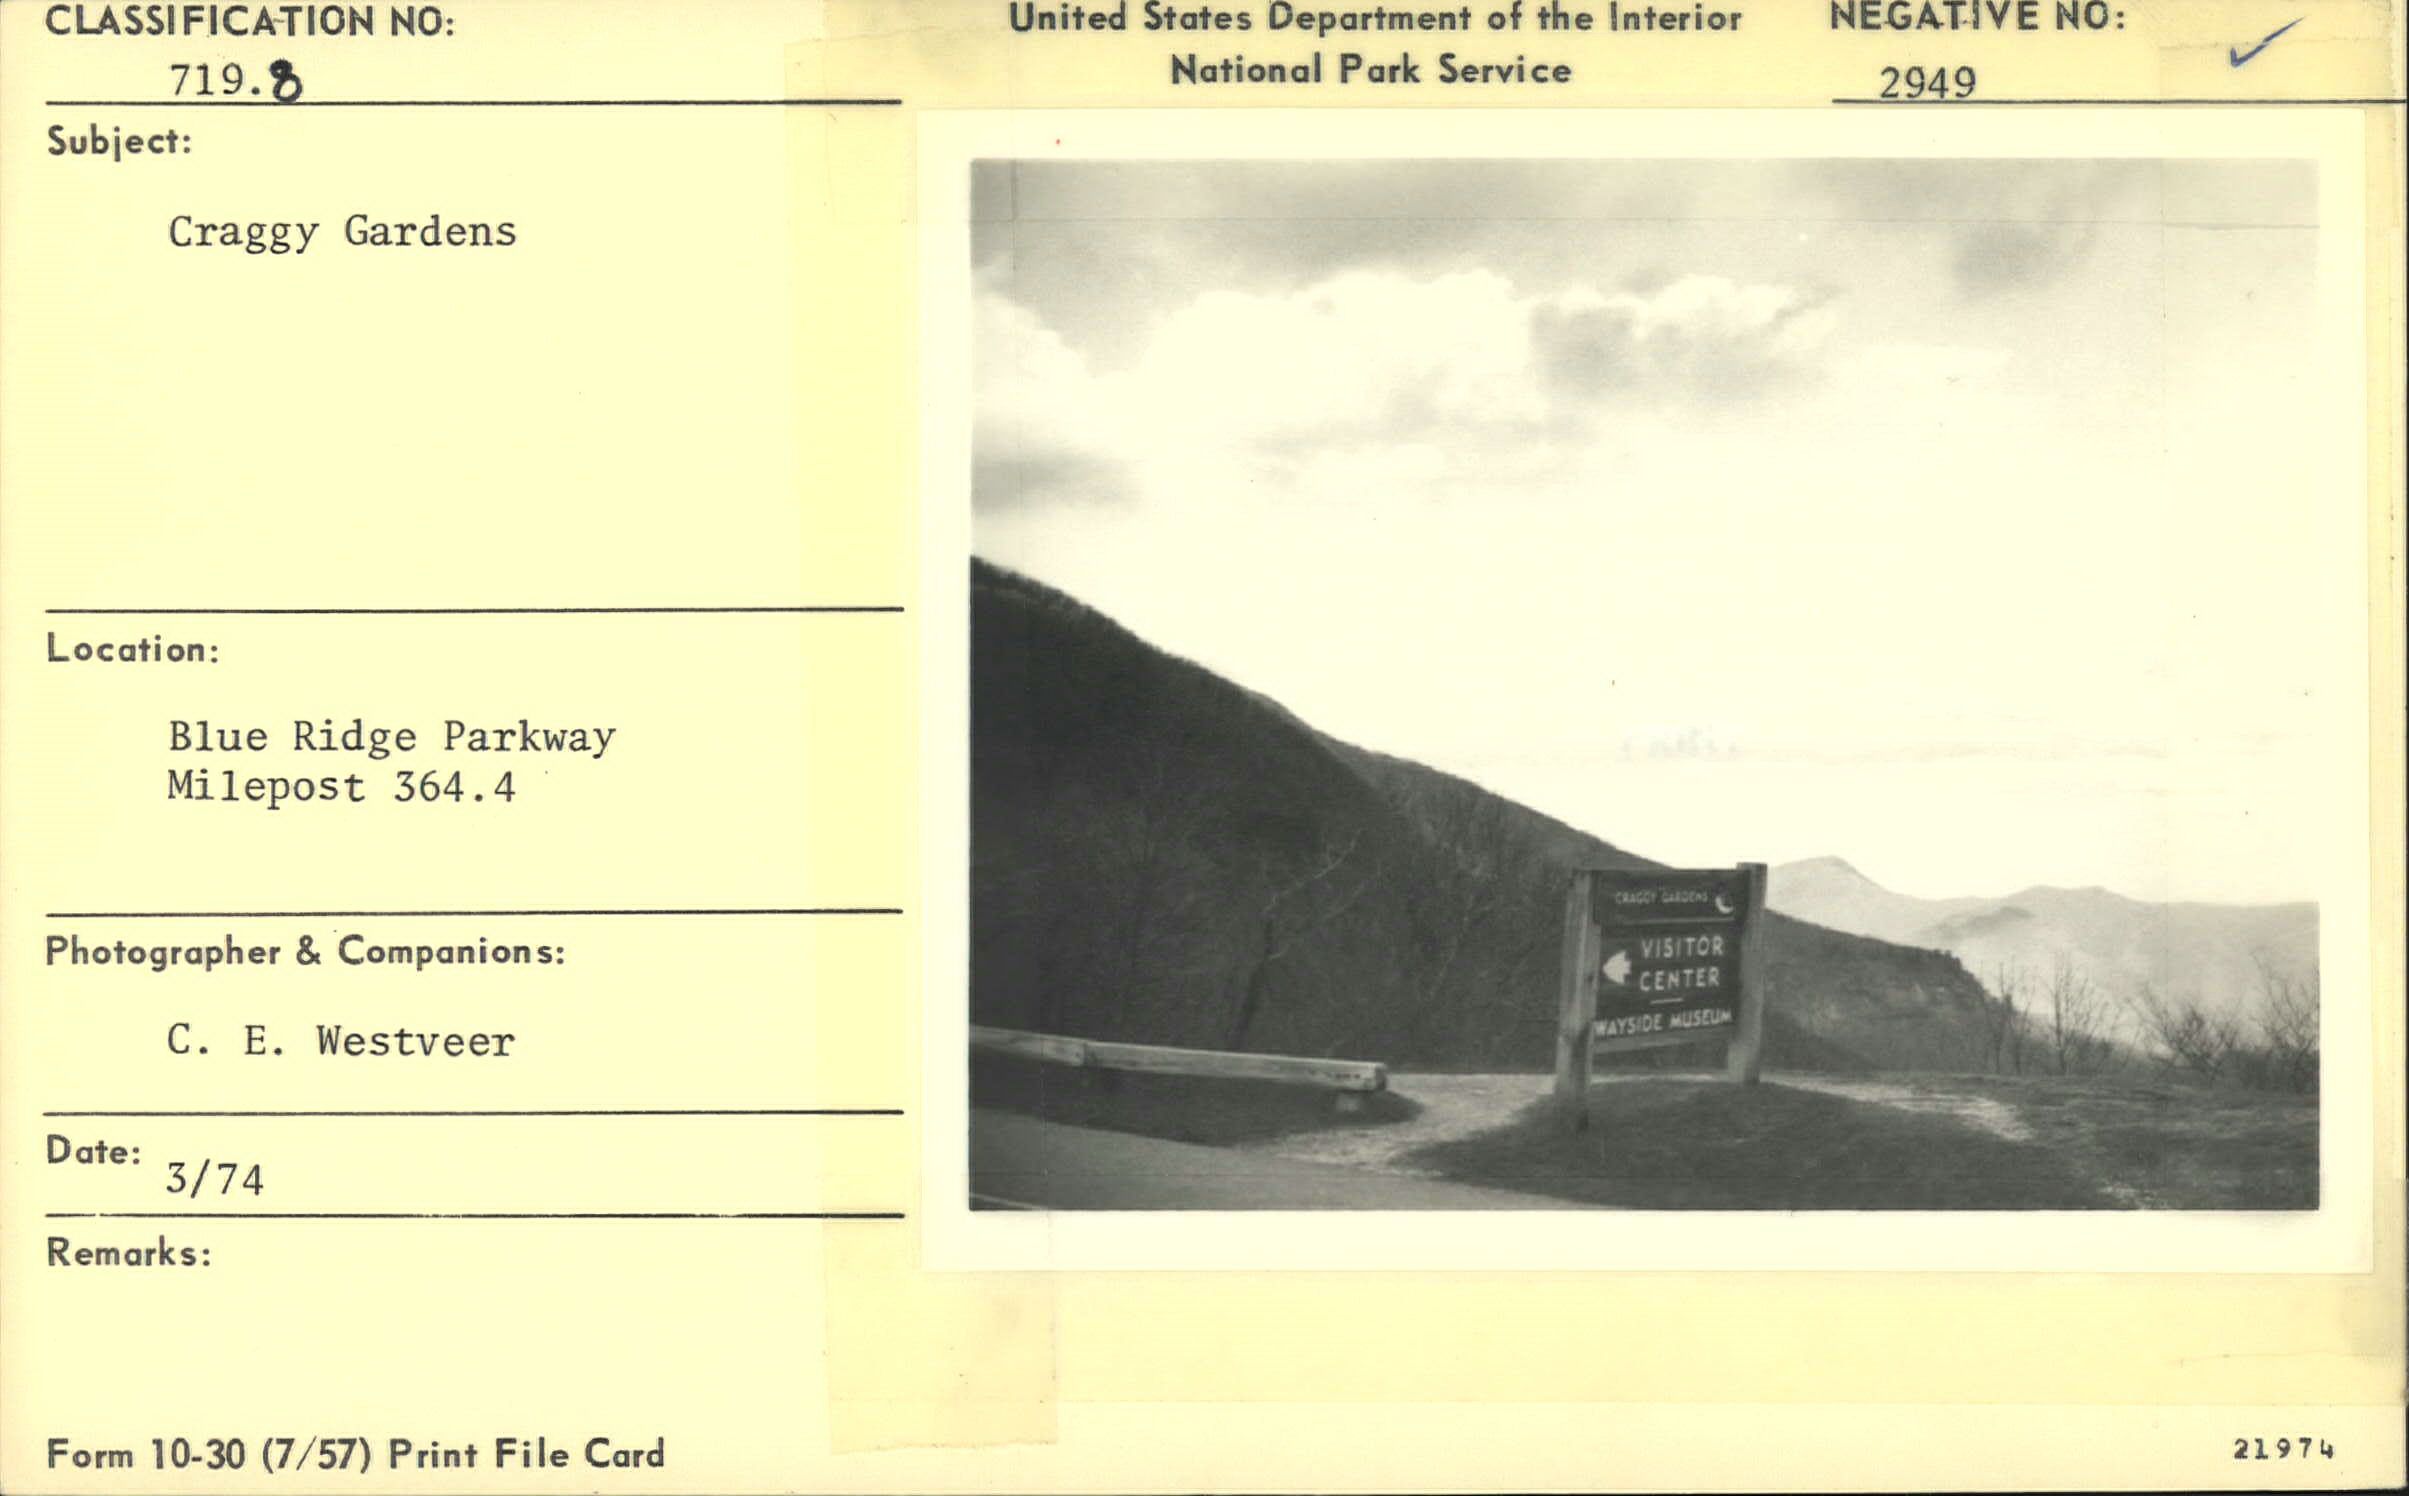 CLASSIFICATION NO:
719.8
United States Department of the Interior
National Park Service
NEGATIVE NO:
2949
Subject:
Craggy Gardens
Location:
Blue Ridge Parkway
Milepost 364.4
Photographer & Companions:
C. E. Westveer
Date: 3/74
Remarks:
CRAGGY GARDENS
VISITOR
CENTER
WAYSIDE MUSEUM
Form 10-30 (7/57) Print File Card
21974